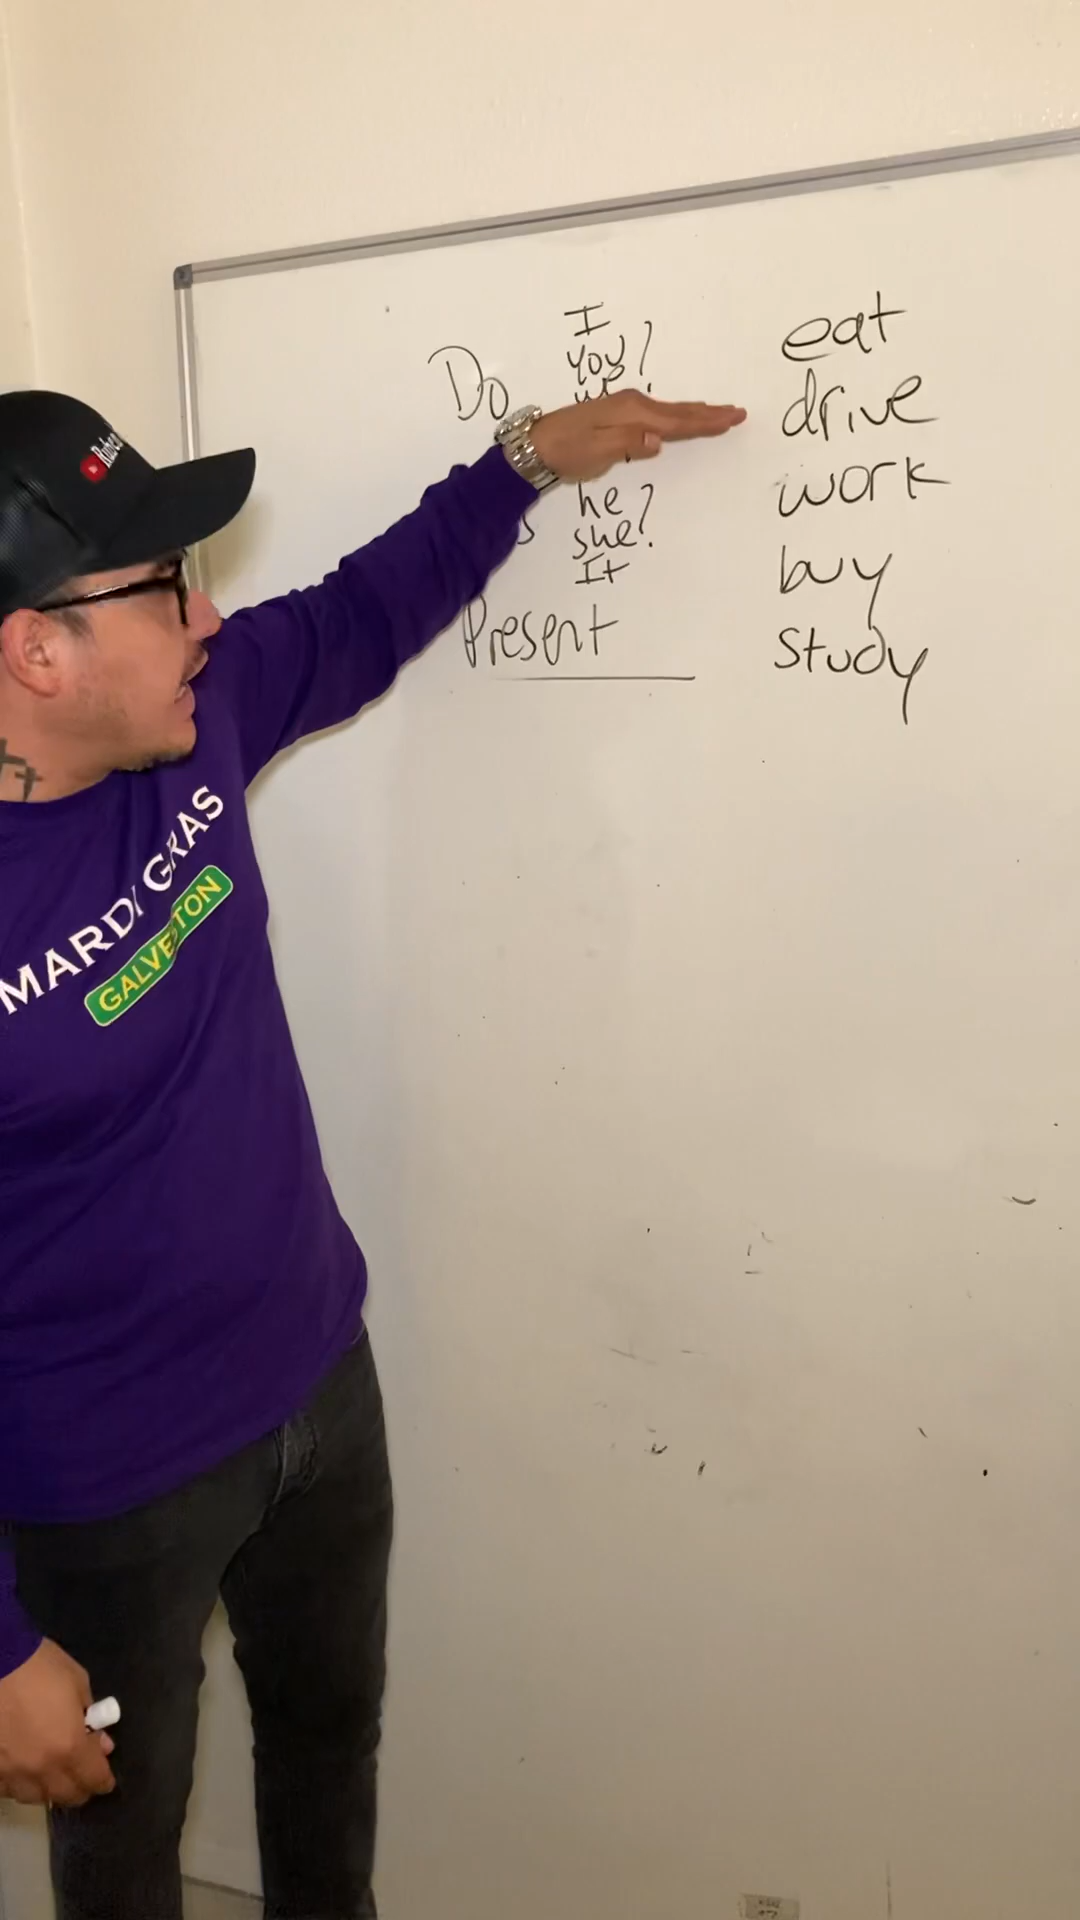 I
Do you?
we
he
she?
It
Present
eat
drive
work
buy
study
MARDI GRAS
GALVESTON